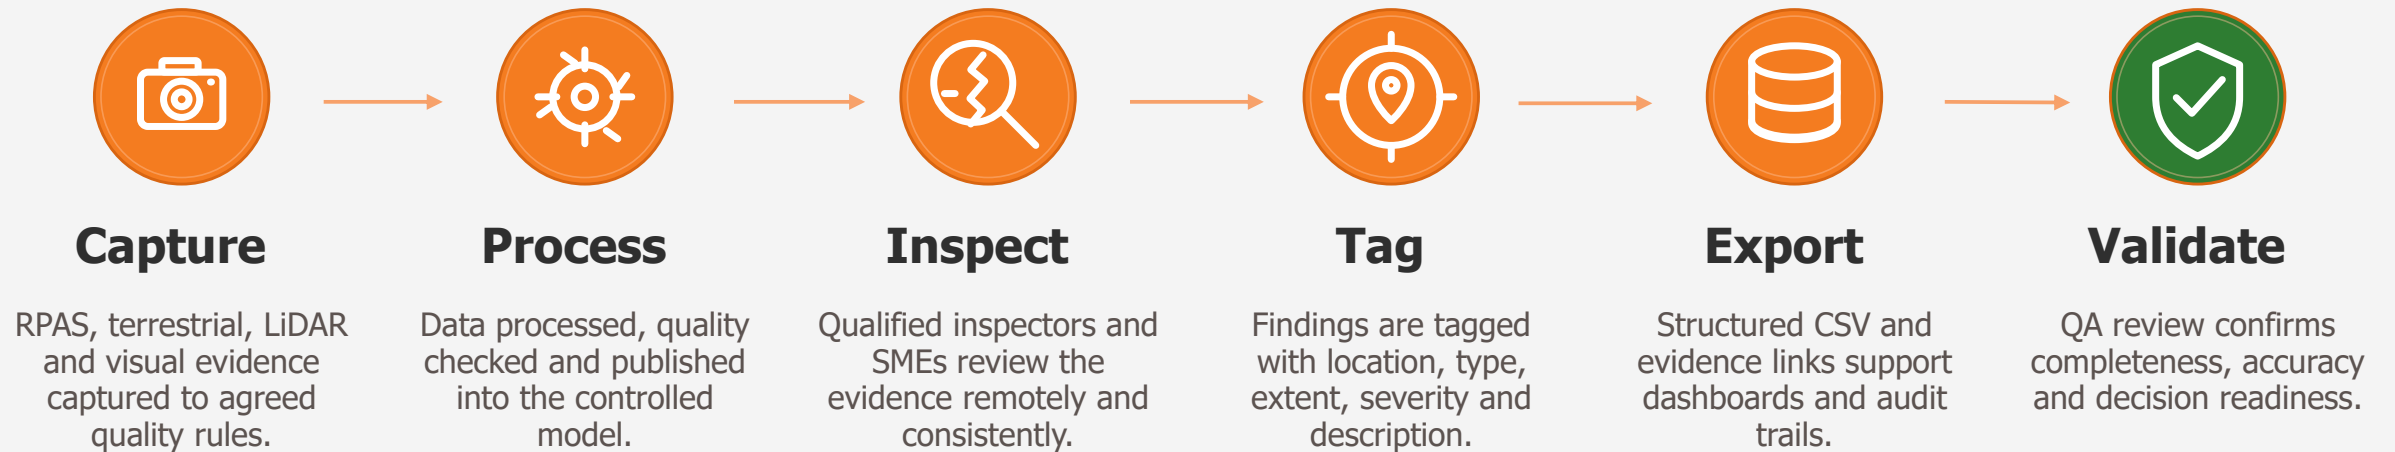 Capture
RPAS, terrestrial, LiDAR
and visual evidence
captured to agreed
quality rules.
Process
Data processed, quality
checked and published
into the controlled
model.
Inspect
Qualified inspectors and
SMEs review the
evidence remotely and
consistently.
Tag
Findings are tagged
with location, type,
extent, severity and
description.
Export
Structured CSV and
evidence links support
dashboards and audit
trails.
Validate
QA review confirms
completeness, accuracy
and decision readiness.